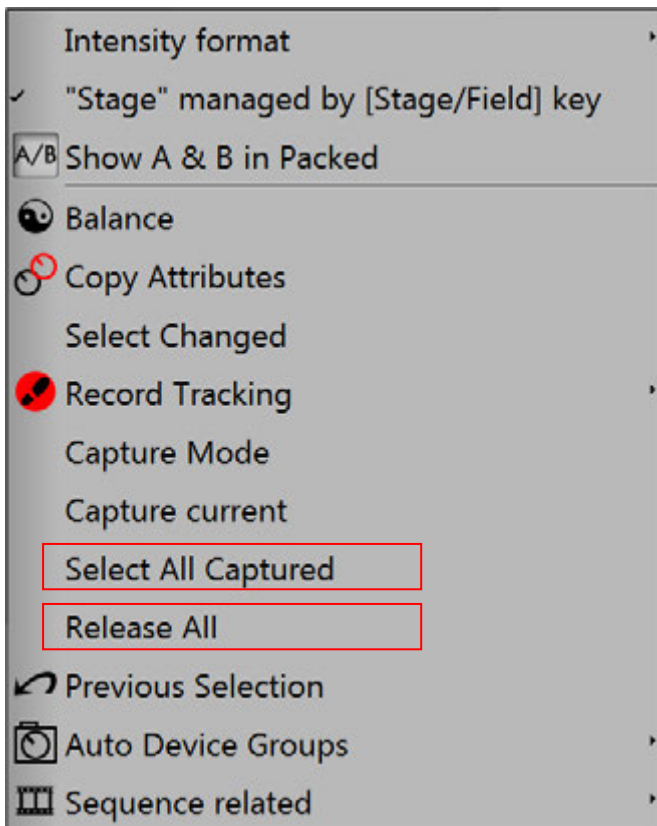 Intensity format
"Stage" managed by [Stage/Field] key
A/B Show A & B in Packed
Balance
Copy Attributes
Select Changed
Record Tracking
Capture Mode
Capture current
Select All Captured
Release All
Previous Selection
Auto Device Groups
Sequence related